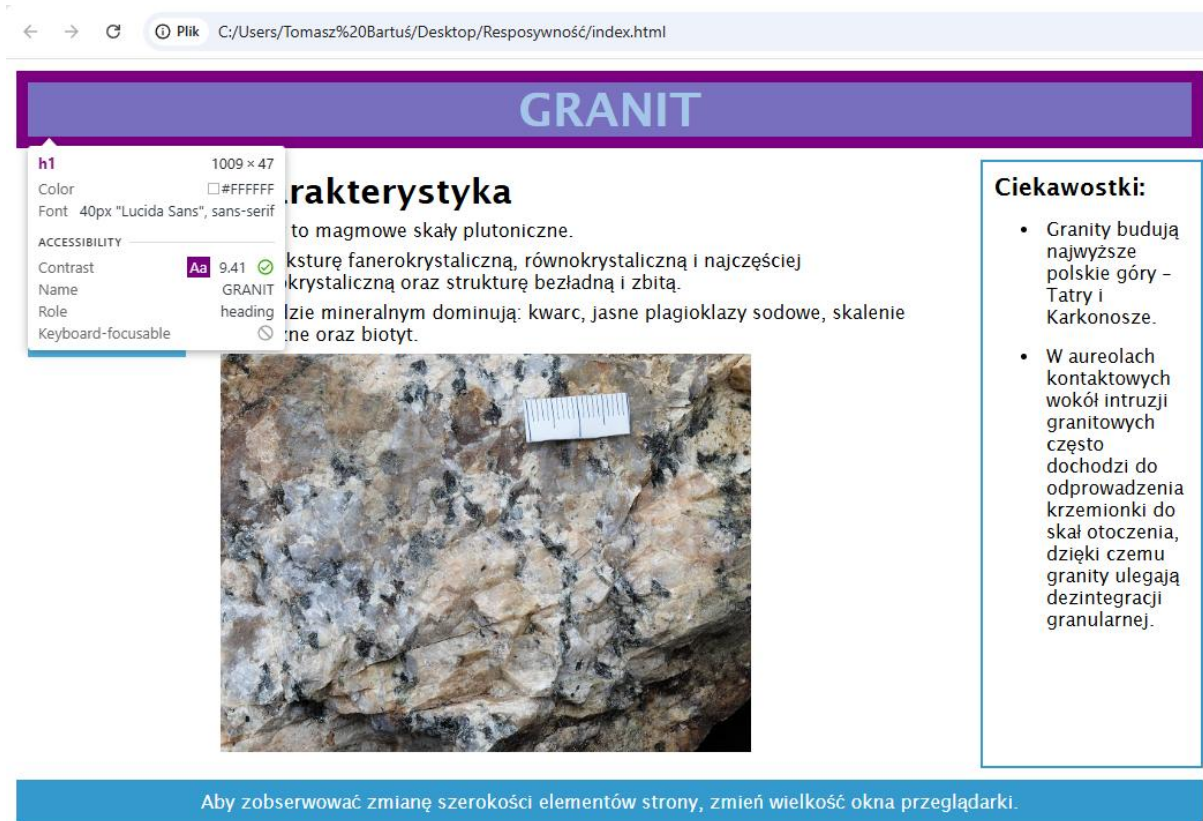 Plik C:/Users/Tomasz%20Bartuś/Desktop/Resposywność/index.html
GRANIT
h1 1009 × 47
Color #FFFFFF
Font 40px "Lucida Sans", sans-serif
ACCESSIBILITY
Contrast Aa 9.41
Name GRANIT
Role heading
Keyboard-focusable
rakterystyka
to magmowe skały plutoniczne.
ksturę fanerokrystaliczną, równokrystaliczną i najczęściej
krystaliczną oraz strukturę bezładną i zbitą.
dzie mineralnym dominują: kwarc, jasne plagioklazy sodowe, skalenie
zne oraz biotyt.
Ciekawostki:
• Granity budują
najwyższe
polskie góry –
Tatry i
Karkonosze.
• W aureolach
kontaktowych
wokół intruzji
granitowych
często
dochodzi do
odprowadzenia
krzemionki do
skał otoczenia,
dzięki czemu
granity ulegają
dezintegracji
granularnej.
Aby zobserwować zmianę szerokości elementów strony, zmień wielkość okna przeglądarki.